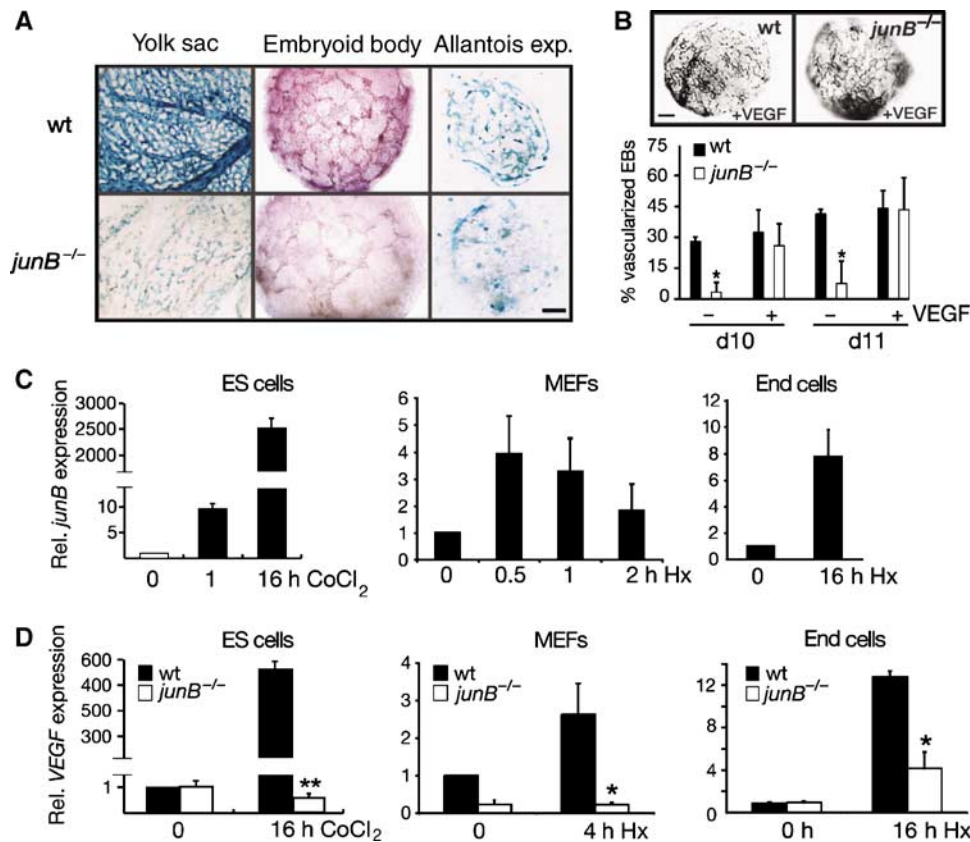 A
Yolk sac
Embryoid body
Allantois exp.
wt
junB−/−
B
wt
junB−/−
+VEGF
+VEGF
% vascularized EBs
75
60
45
30
15
0
wt
junB−/−
*
*
− + − + VEGF
d10 d11
C
Rel. junB expression
ES cells
3000
2500
2000
10
5
0 1 16 h CoCl2
MEFs
6
5
4
3
2
1
0
0 0.5 1 2 h Hx
End cells
12
10
8
6
4
2
0
0 16 h Hx
D
Rel. VEGF expression
ES cells
600
400
500
300
1
wt
junB−/−
**
0 16 h CoCl2
MEFs
4
3
2
1
0
wt
junB−/−
*
0 4 h Hx
End cells
12
8
4
0
wt
junB−/−
*
0 h 16 h Hx